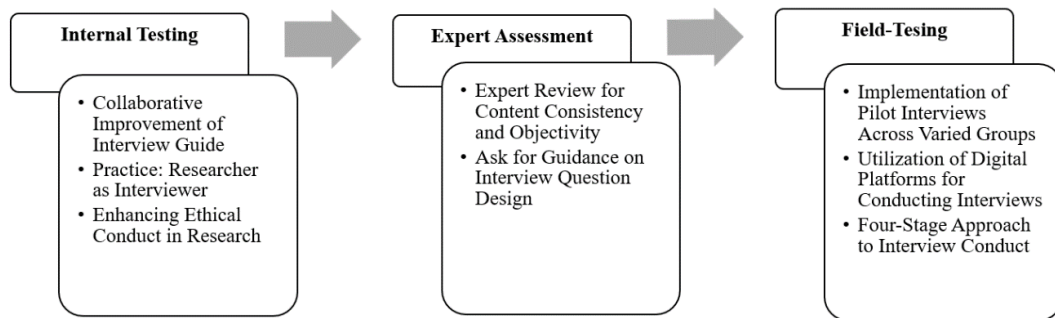 Internal Testing
• Collaborative
Improvement of
Interview Guide
• Practice: Researcher
as Interviewer
• Enhancing Ethical
Conduct in Research
Expert Assessment
• Expert Review for
Content Consistency
and Objectivity
• Ask for Guidance on
Interview Question
Design
Field-Tesing
• Implementation of
Pilot Interviews
Across Varied Groups
• Utilization of Digital
Platforms for
Conducting Interviews
• Four-Stage Approach
to Interview Conduct